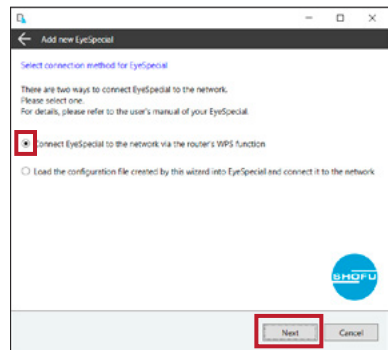 Add new EyeSpecial
Select connection method for EyeSpecial
There are two ways to connect EyeSpecial to the network.
Please select one.
For details, please refer to the user's manual of your EyeSpecial.
Connect EyeSpecial to the network via the router's WPS function
Load the configuration file created by this wizard into EyeSpecial and connect it to the network
SHOFU
Next Cancel